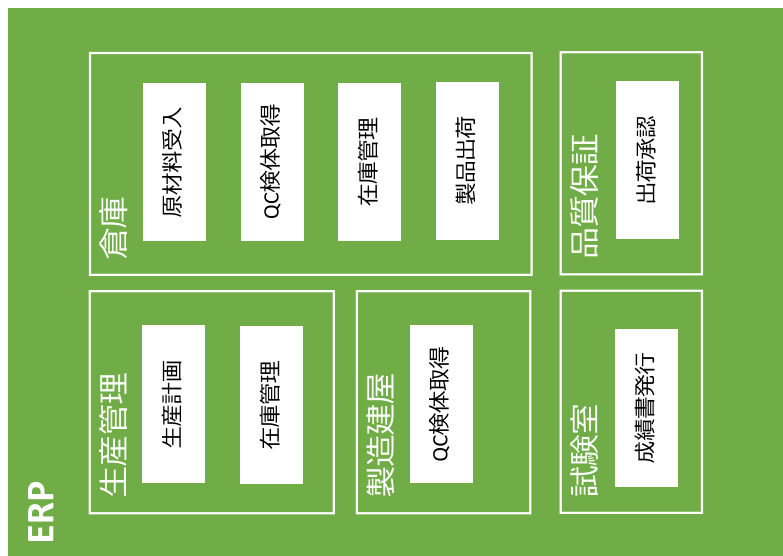 ERP
生産管理
生産計画
在庫管理
倉庫
原材料受入
QC検体取得
在庫管理
製品出荷
製造建屋
QC検体取得
試験室
成績書発行
品質保証
出荷承認